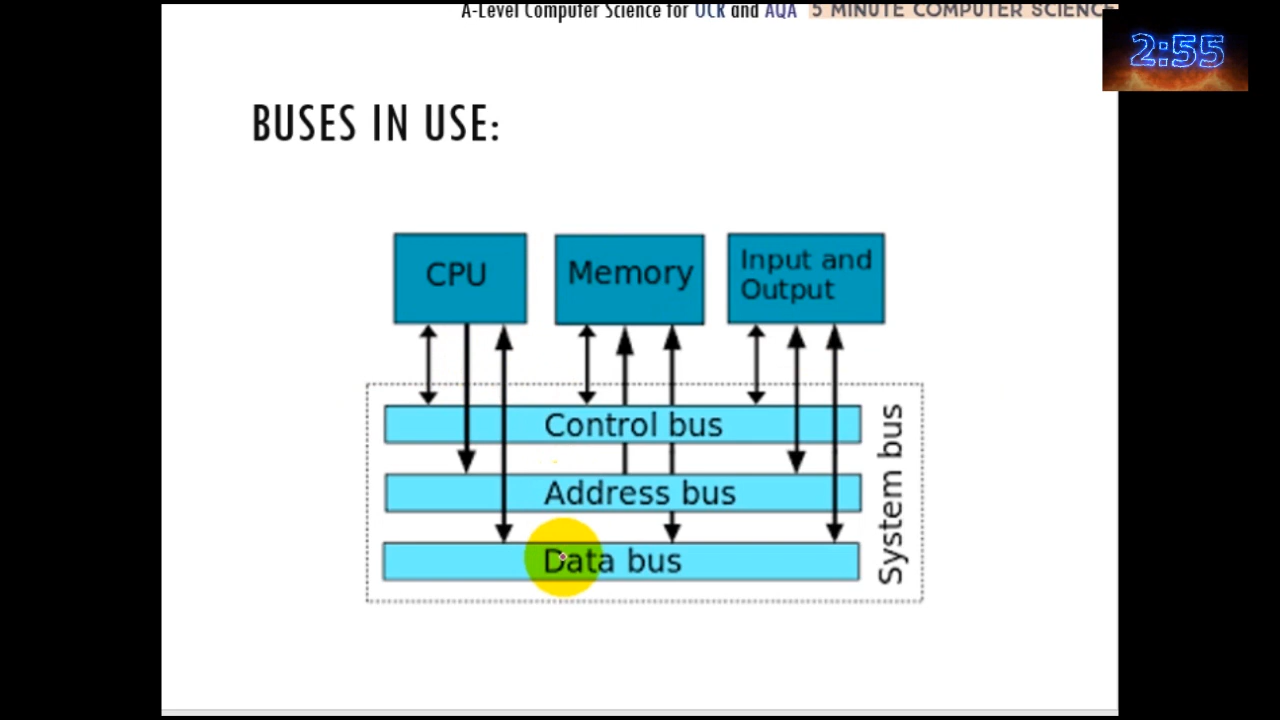 A-Level Computer Science for OCR and AQA 5 MINUTE COMPUTER SCIENCE
2:55
BUSES IN USE:
CPU
Memory
Input and
Output
Control bus
Address bus
Data bus
System bus